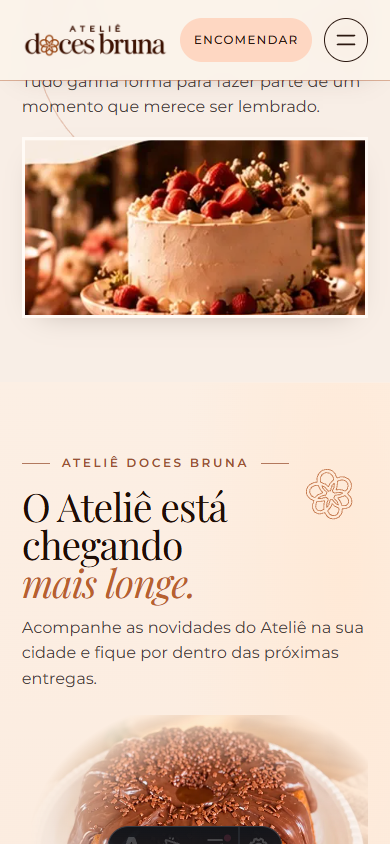 ATELIÊ
doces bruna
ENCOMENDAR
Tudo ganha forma para fazer parte de um
momento que merece ser lembrado.
ATELIÊ DOCES BRUNA
O Ateliê está
chegando
mais longe.
Acompanhe as novidades do Ateliê na sua
cidade e fique por dentro das próximas
entregas.